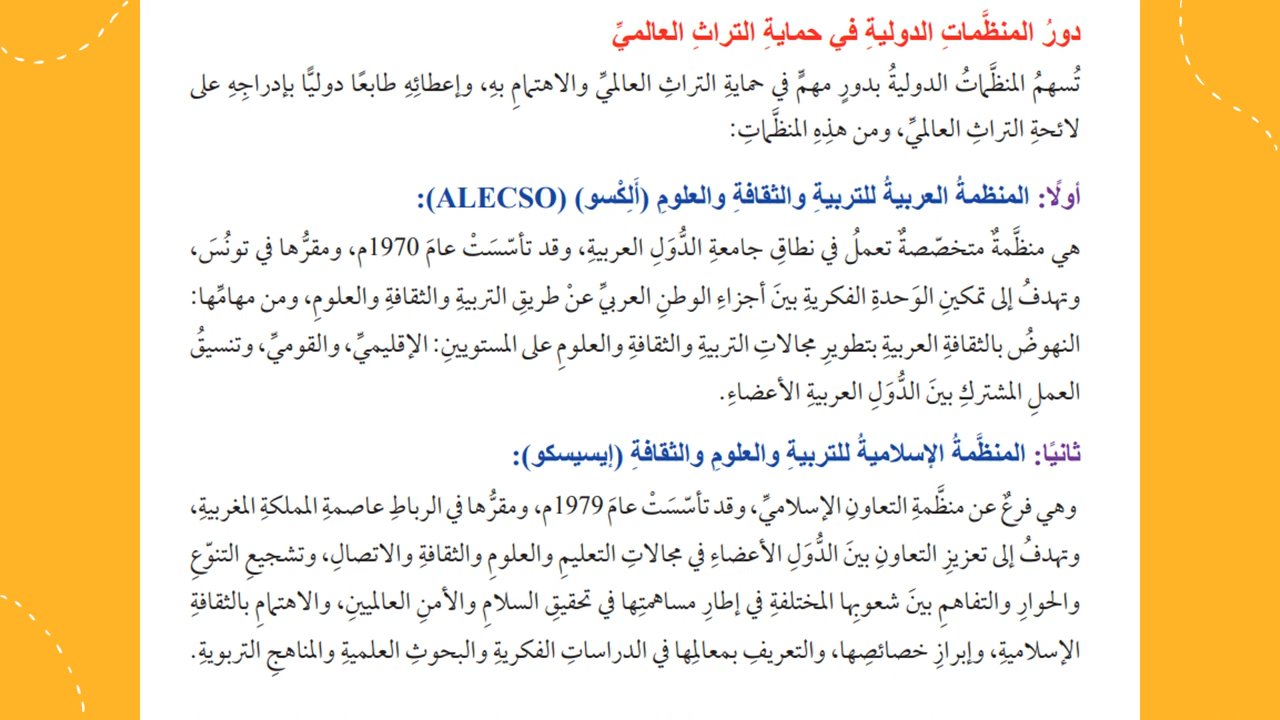 دورُ المنظَّماتِ الدوليةِ في حمايةِ التراثِ العالميِّ
تُسهمُ المنظَّماتُ الدوليةُ بدورٍ مهمٍّ في حمايةِ التراثِ العالميِّ والاهتمامِ بهِ، وإعطائِهِ طابعًا دوليًّا بإدراجِهِ على
لائحةِ التراثِ العالميِّ، ومن هذِهِ المنظَّماتِ:
أولًا: المنظمةُ العربيةُ للتربيةِ والثقافةِ والعلومِ (أَلِكْسو) (ALECSO):
هي منظَّمةٌ متخصّصةٌ تعملُ في نطاقِ جامعةِ الدُّوَلِ العربيةِ، وقد تأسّسَتْ عامَ 1970م، ومقرُّها في تونُسَ،
وتهدفُ إلى تمكينِ الوَحدةِ الفكريةِ بينَ أجزاءِ الوطنِ العربيِّ عنْ طريقِ التربيةِ والثقافةِ والعلومِ، ومن مهامِّها:
النهوضُ بالثقافةِ العربيةِ بتطويرِ مجالاتِ التربيةِ والثقافةِ والعلومِ على المستويينِ: الإقليميِّ، والقوميِّ، وتنسيقُ
العملِ المشتركِ بينَ الدُّوَلِ العربيةِ الأعضاءِ.
ثانيًا: المنظَّمةُ الإسلاميةُ للتربيةِ والعلومِ والثقافةِ (إيسيسكو):
وهي فرعٌ عن منظَّمةِ التعاونِ الإسلاميِّ، وقد تأسّسَتْ عامَ 1979م، ومقرُّها في الرباطِ عاصمةِ المملكةِ المغربيةِ،
وتهدفُ إلى تعزيزِ التعاونِ بينَ الدُّوَلِ الأعضاءِ في مجالاتِ التعليمِ والعلومِ والثقافةِ والاتصالِ، وتشجيعِ التنوّعِ
والحوارِ والتفاهمِ بينَ شعوبِها المختلفةِ في إطارِ مساهمتِها في تحقيقِ السلامِ والأمنِ العالميينِ، والاهتمامِ بالثقافةِ
الإسلاميةِ، وإبرازِ خصائصِها، والتعريفِ بمعالمِها في الدراساتِ الفكريةِ والبحوثِ العلميةِ والمناهجِ التربويةِ.